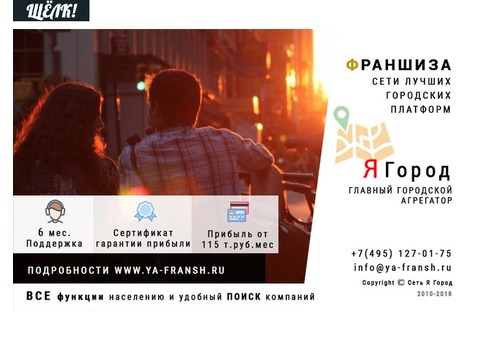 ЩЁЛК!
ФРАНШИЗА
СЕТИ ЛУЧШИХ
ГОРОДСКИХ
ПЛАТФОРМ
Я Город
ГЛАВНЫЙ ГОРОДСКОЙ
АГРЕГАТОР
6 мес.
Поддержка
Сертификат
гарантии прибыли
Прибыль от
115 т.руб.мес
ПОДРОБНОСТИ WWW.YA-FRANSH.RU
+7(495) 127-01-75
info@ya-fransh.ru
Copyright © Сеть Я Город
2010-2018
ВСЕ функции населению и удобный ПОИСК компаний